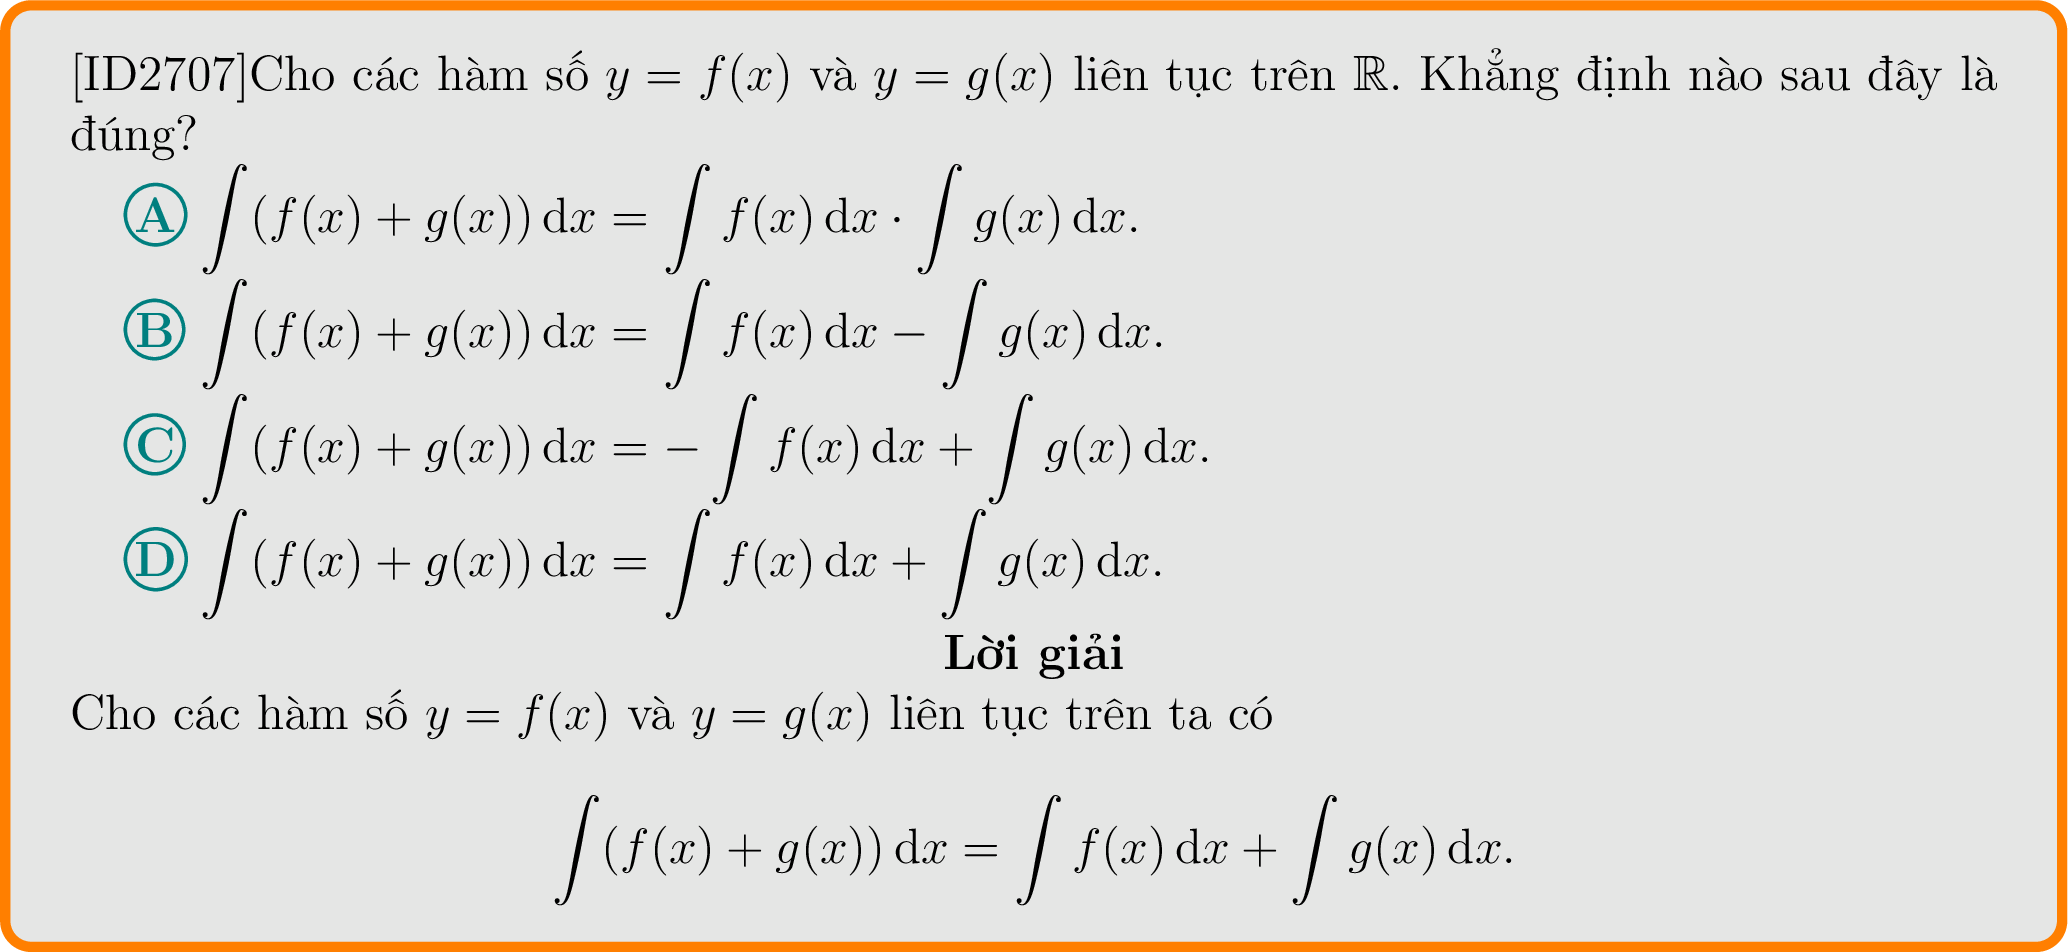 [ID2707]Cho các hàm số y = f(x) và y = g(x) liên tục trên ℝ. Khẳng định nào sau đây là
đúng?
Ⓐ ∫(f(x) + g(x)) dx = ∫ f(x) dx · ∫ g(x) dx.
Ⓑ ∫(f(x) + g(x)) dx = ∫ f(x) dx − ∫ g(x) dx.
Ⓒ ∫(f(x) + g(x)) dx = − ∫ f(x) dx + ∫ g(x) dx.
Ⓓ ∫(f(x) + g(x)) dx = ∫ f(x) dx + ∫ g(x) dx.
Lời giải
Cho các hàm số y = f(x) và y = g(x) liên tục trên ta có
∫(f(x) + g(x)) dx = ∫ f(x) dx + ∫ g(x) dx.